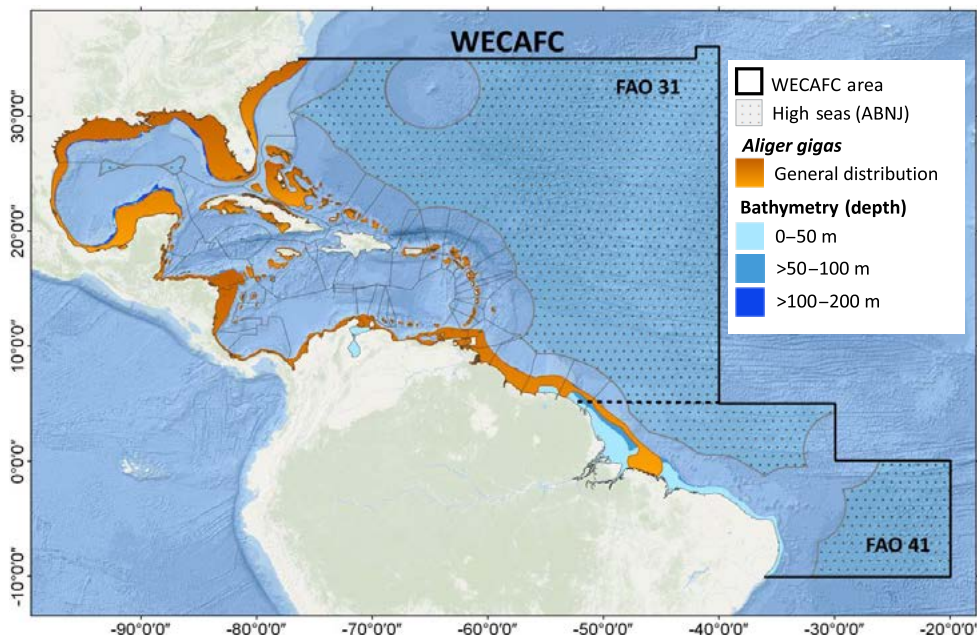 WECAFC
FAO 31
WECAFC area
High seas (ABNJ)
Aliger gigas
General distribution
Bathymetry (depth)
0–50 m
>50–100 m
>100–200 m
FAO 41
30°0'0"
20°0'0"
10°0'0"
0°0'0"
-10°0'0"
-90°0'0" -80°0'0" -70°0'0" -60°0'0" -50°0'0" -40°0'0" -30°0'0" -20°0'0"